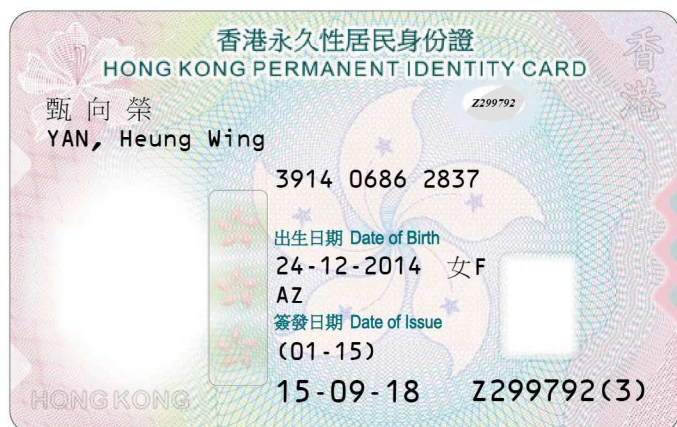 香港永久性居民身份證
HONG KONG PERMANENT IDENTITY CARD
香港
甄向榮
Z299792
YAN, Heung Wing
3914 0686 2837
出生日期 Date of Birth
24-12-2014 女F
AZ
簽發日期 Date of Issue
(01-15)
15-09-18 Z299792(3)
HONG KONG